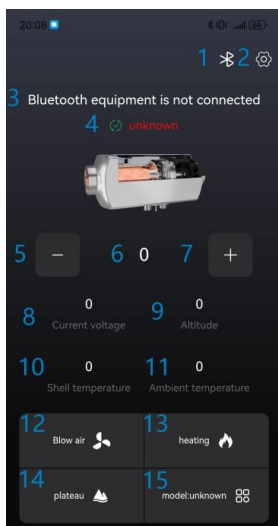 20:08
64
1 2
3 Bluetooth equipment is not connected
4 unknown
5 − 6 0 7 +
0 0
8 Current voltage 9 Altitude
10 0 11 0
Shell temperature Ambient temperature
12 Blow air 13 heating
14 plateau 15 model:unknown